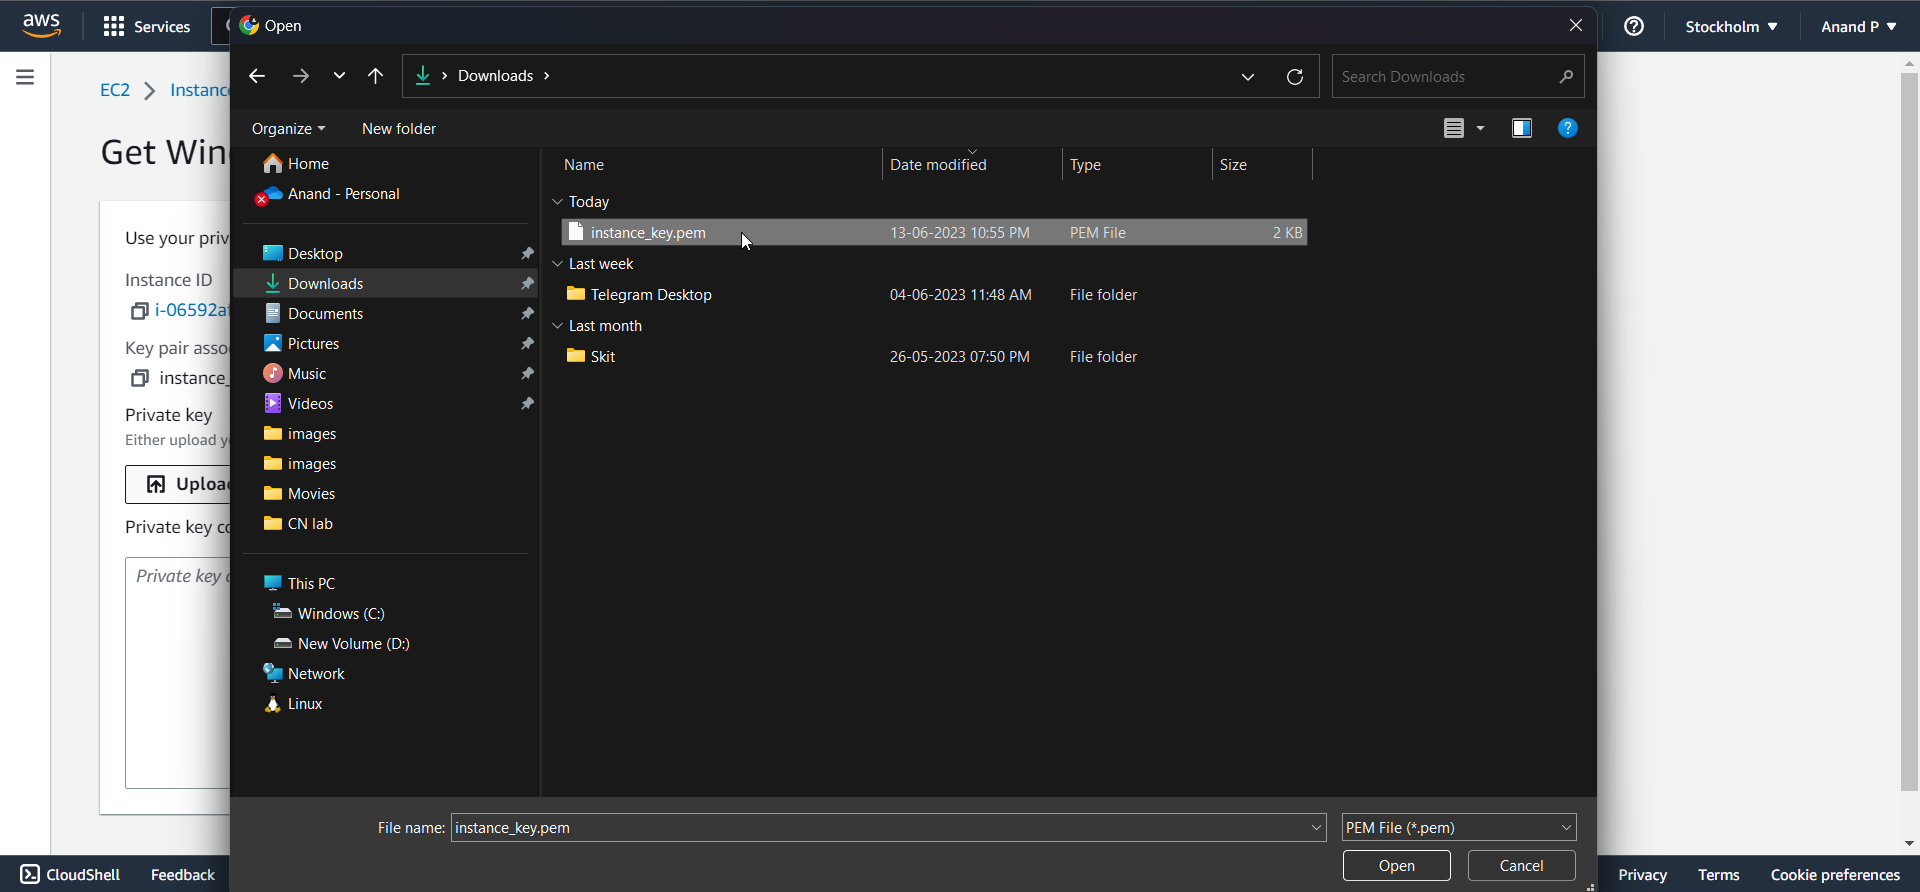 aws
Services
Open
Stockholm
Anand P
Downloads
Search Downloads
EC2
Instanc
Organize
New folder
Get Win
Home
Anand - Personal
Name
Date modified
Type
Size
Today
instance_key.pem 13-06-2023 10:55 PM PEM File 2 KB
Use your priv
Last week
Desktop
Instance ID
Downloads
Telegram Desktop 04-06-2023 11:48 AM File folder
i-06592a
Documents
Last month
Key pair asso
Pictures
Skit 26-05-2023 07:50 PM File folder
instance_
Music
Videos
Private key
Either upload y
images
images
Uploa
Movies
Private key co
CN lab
Private key c
This PC
Windows (C:)
New Volume (D:)
Network
Linux
File name: instance_key.pem
PEM File (*.pem)
Open
Cancel
CloudShell
Feedback
Privacy
Terms
Cookie preferences